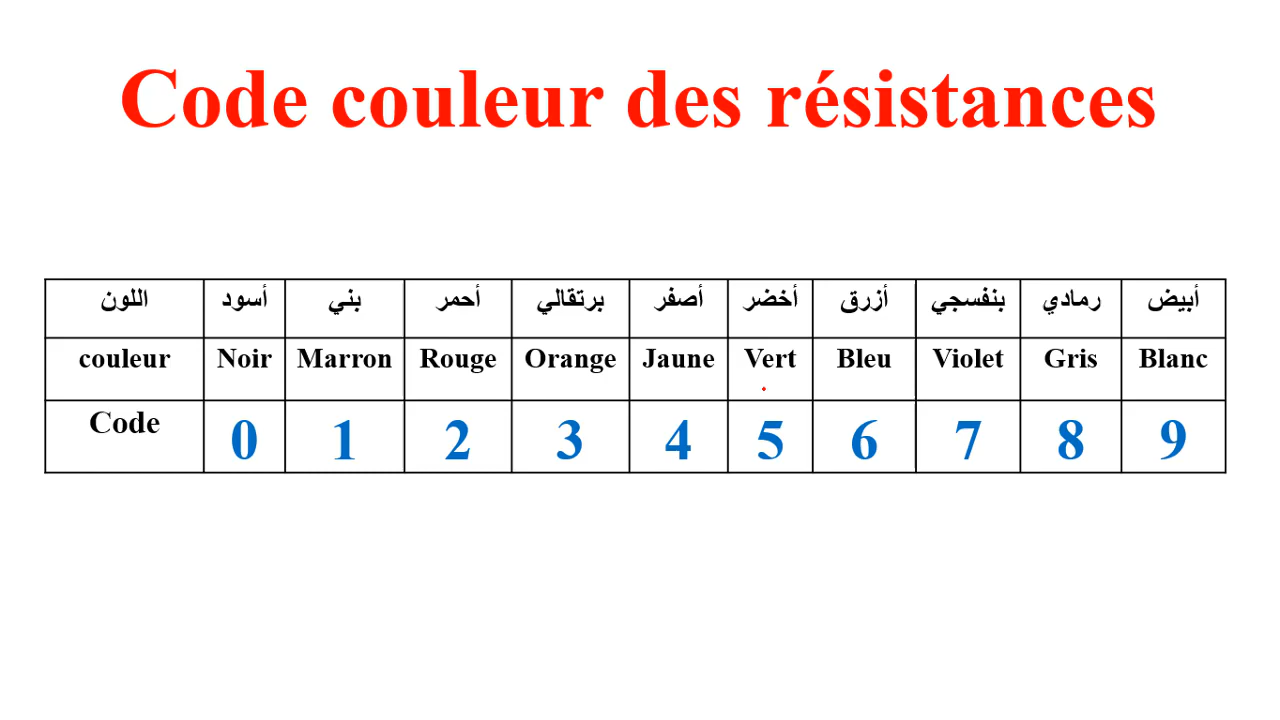 Code couleur des résistances
اللون أسود بني أحمر برتقالي أصفر أخضر أزرق بنفسجي رمادي أبيض
couleur Noir Marron Rouge Orange Jaune Vert Bleu Violet Gris Blanc
Code 0 1 2 3 4 5 6 7 8 9